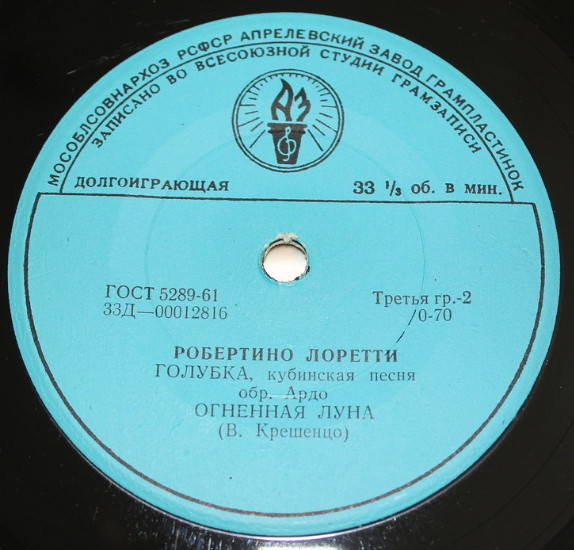 МОСОБЛСОВНАРХОЗ РСФСР АПРЕЛЕВСКИЙ ЗАВОД ГРАМПЛАСТИНОК
ЗАПИСАНО ВО ВСЕСОЮЗНОЙ СТУДИИ ГРАМЗАПИСИ
АЗ
ДОЛГОИГРАЮЩАЯ 33 ⅓ об. в мин.
ГОСТ 5289-61 Третья гр.-2
33Д—00012816 /0-70
РОБЕРТИНО ЛОРЕТТИ
ГОЛУБКА, кубинская песня
обр. Ардо
ОГНЕННАЯ ЛУНА
(В. Крешенцо)